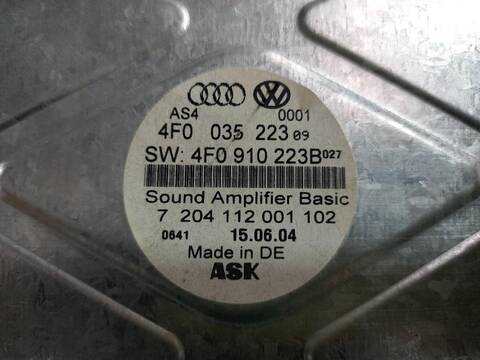 AS4 0001
4F0 035 223 09
SW: 4F0 910 223B 027
Sound Amplifier Basic
7 204 112 001 102
0641 15.06.04
Made in DE
ASK